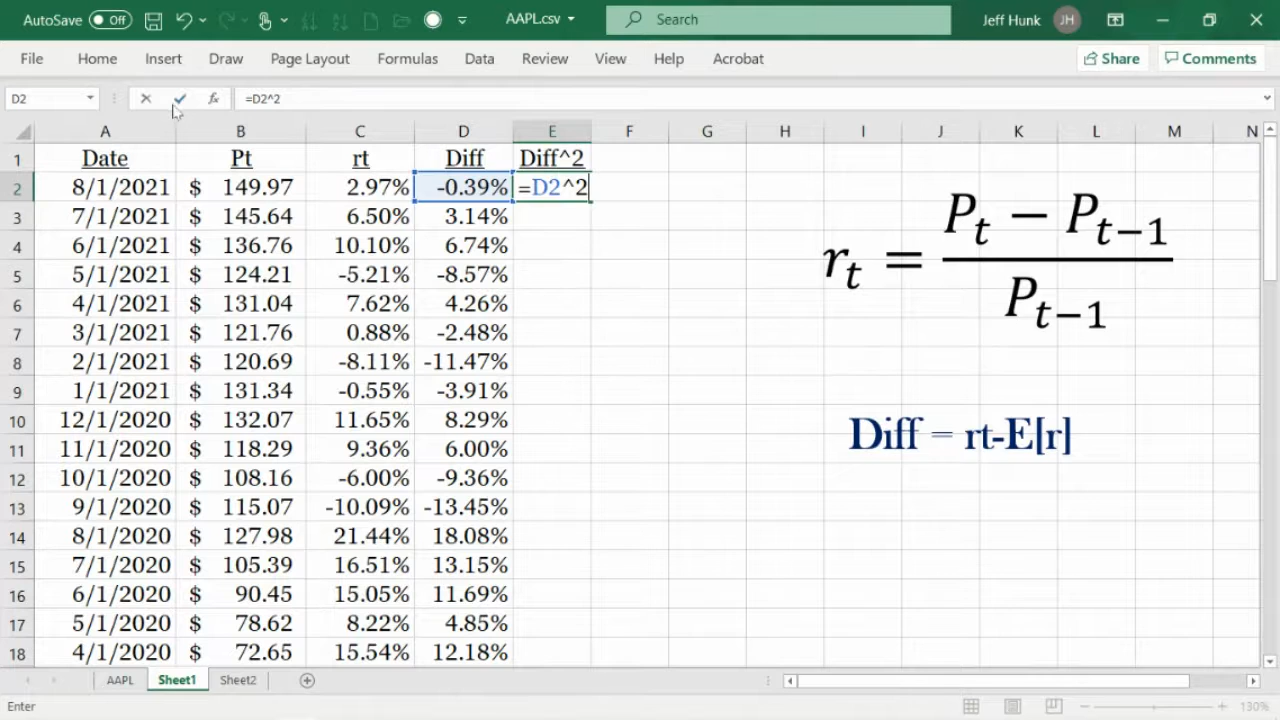 AutoSave Off AAPL.csv Search Jeff Hunk JH
File Home Insert Draw Page Layout Formulas Data Review View Help Acrobat Share Comments
D2 fx =D2^2
A B C D E F G H I J K L M N
1 Date Pt rt Diff Diff^2
2 8/1/2021 $ 149.97 2.97% -0.39% =D2^2
3 7/1/2021 $ 145.64 6.50% 3.14%
4 6/1/2021 $ 136.76 10.10% 6.74%
5 5/1/2021 $ 124.21 -5.21% -8.57%
6 4/1/2021 $ 131.04 7.62% 4.26%
7 3/1/2021 $ 121.76 0.88% -2.48%
8 2/1/2021 $ 120.69 -8.11% -11.47%
9 1/1/2021 $ 131.34 -0.55% -3.91%
10 12/1/2020 $ 132.07 11.65% 8.29%
11 11/1/2020 $ 118.29 9.36% 6.00%
12 10/1/2020 $ 108.16 -6.00% -9.36%
13 9/1/2020 $ 115.07 -10.09% -13.45%
14 8/1/2020 $ 127.98 21.44% 18.08%
15 7/1/2020 $ 105.39 16.51% 13.15%
16 6/1/2020 $ 90.45 15.05% 11.69%
17 5/1/2020 $ 78.62 8.22% 4.85%
18 4/1/2020 $ 72.65 15.54% 12.18%
P_t − P_{t−1}
r_t =
P_{t−1}
Diff = rt-E[r]
AAPL Sheet1 Sheet2
Enter 130%